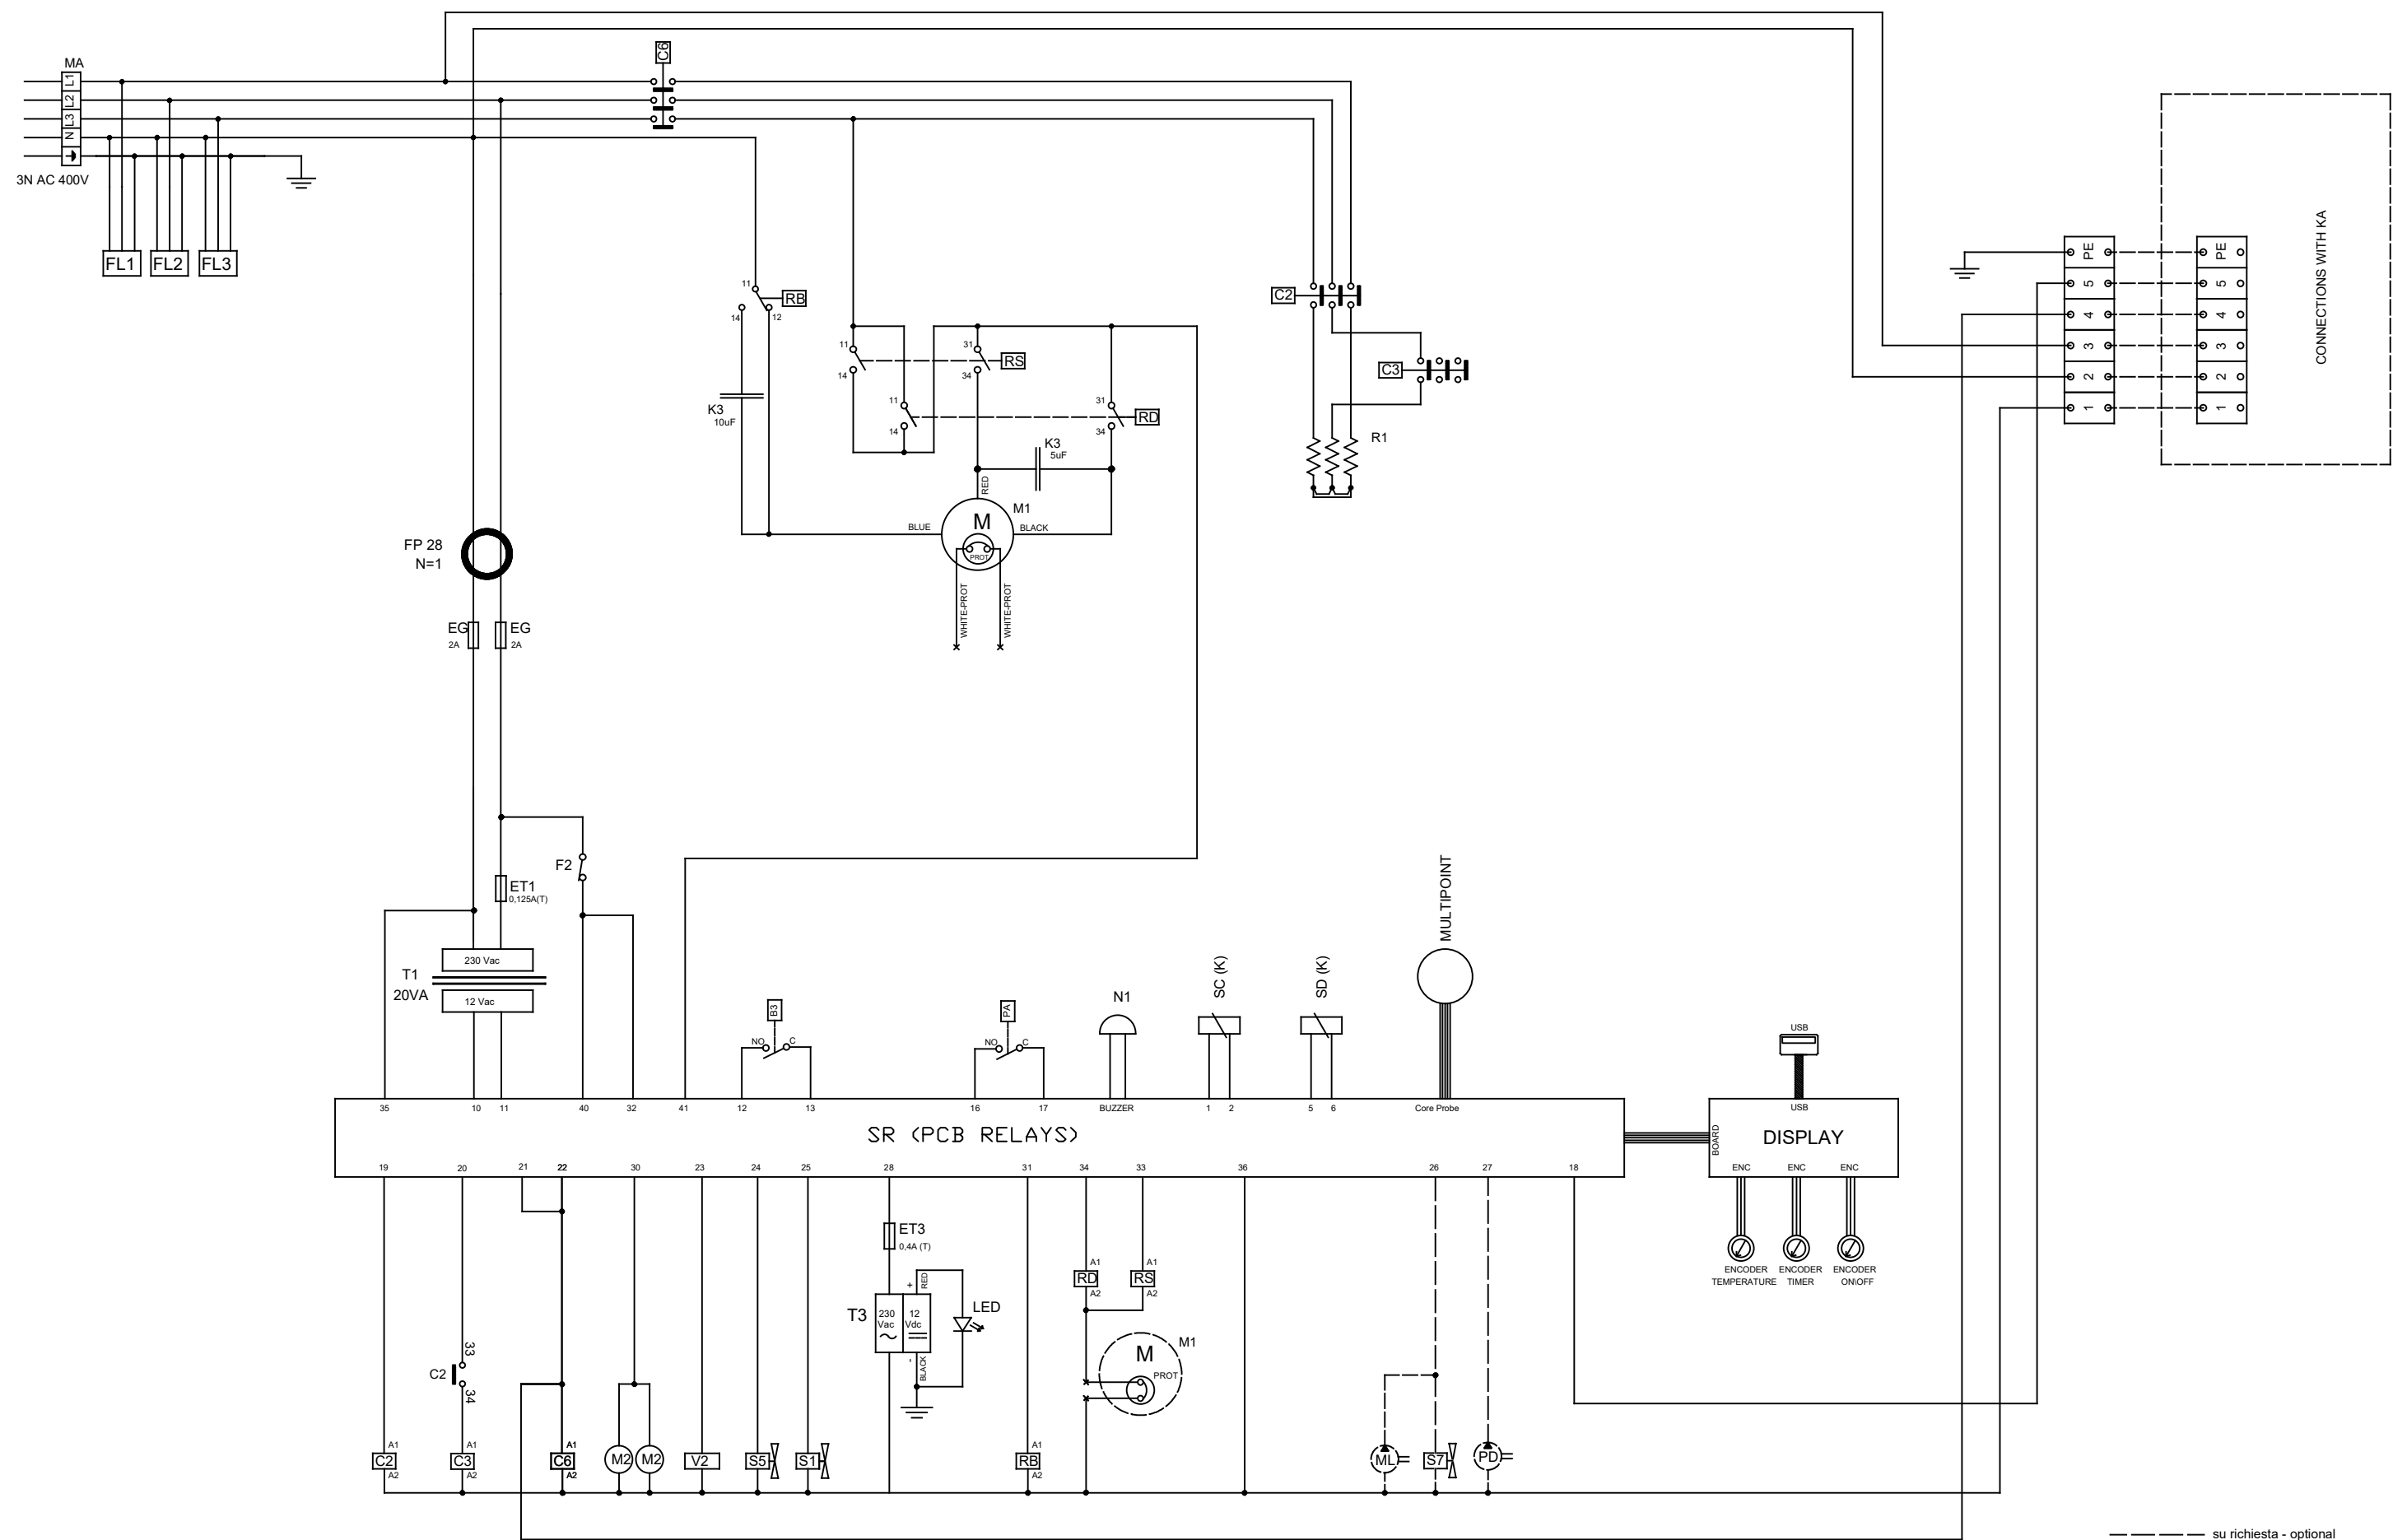 C6
MA
L1
L2
L3
N
3N AC 400V
FL1 FL2 FL3
CONNECTIONS WITH KA
PE PE
5 5
4 4
3 3
2 2
1 1
11
RB
14 12
C2
11 31
RS
14 34
C3
K3
10uF
11 31
RD
14 34
K3
5uF
R1
RED
M1
M
BLUE BLACK
PROT
WHITE-PROT WHITE-PROT
FP 28
N=1
EG EG
2A 2A
F2
ET1
0,125A(T)
230 Vac
T1
20VA
12 Vac
B3
NO C
PA
NO C
N1
SC (K)
SD (K)
MULTIPOINT
USB
35 10 11 40 32 41 12 13 16 17 BUZZER 1 2 5 6 Core Probe
USB
SR (PCB RELAYS)
BOARD
DISPLAY
19 20 21 22 30 23 24 25 28 31 34 33 36 26 27 18
ENC ENC ENC
ENCODER
TEMPERATURE
ENCODER
TIMER
ENCODER
ON\OFF
ET3
0,4A (T)
A1 A1
RD RS
A2 A2
+
RED
T3
230
Vac
12
Vdc
LED
-
BLACK
M1
M
PROT
33
C2
34
A1 A1 A1 A1
C2 C3 C6 M2 M2 V2 S5 S1 RB ML S7 PD
A2 A2 A2 A2
su richiesta - optional